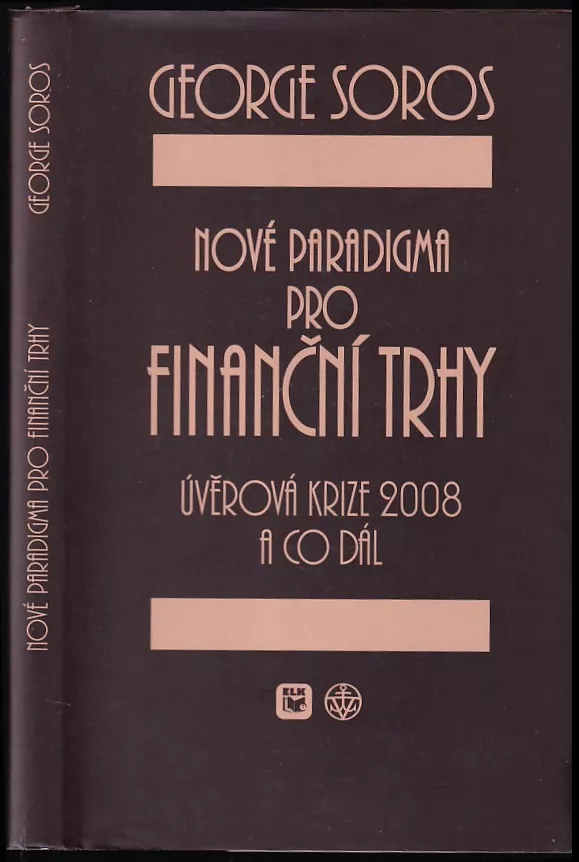 GEORGE SOROS
NOVÉ PARADIGMA
PRO
FINANČNÍ TRHY
ÚVĚROVÁ KRIZE 2008
A CO DÁL
ELK
NOVÉ PARADIGMA PRO FINANČNÍ TRHY
GEORGE SOROS